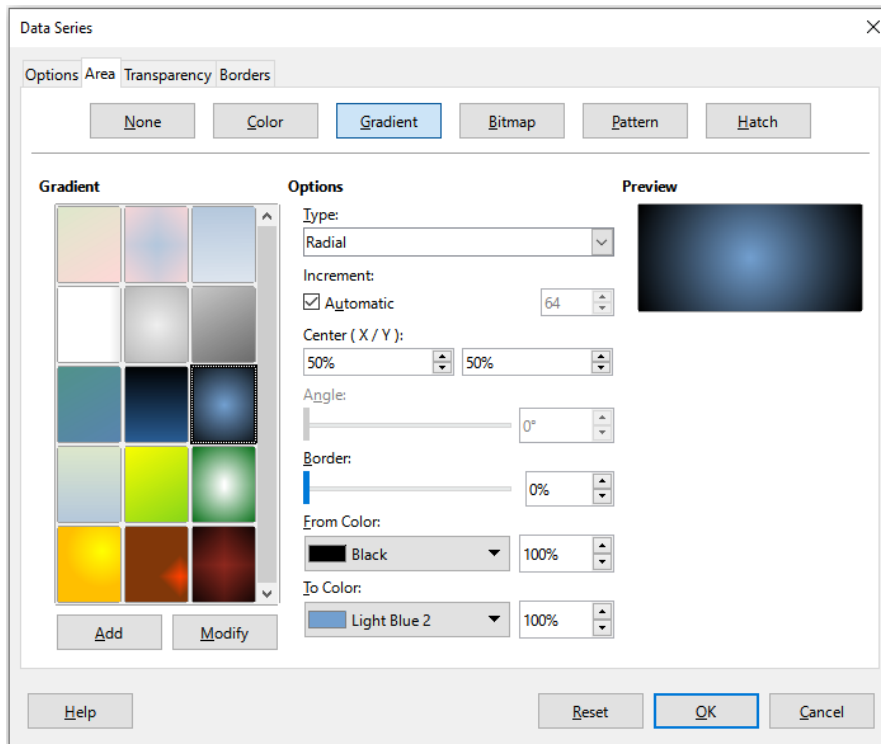 Data Series
Options Area Transparency Borders
None Color Gradient Bitmap Pattern Hatch
Gradient Options Preview
Type:
Radial
Increment:
Automatic 64
Center ( X / Y ):
50% 50%
Angle:
0°
Border:
0%
From Color:
Black 100%
To Color:
Light Blue 2 100%
Add Modify
Help Reset OK Cancel